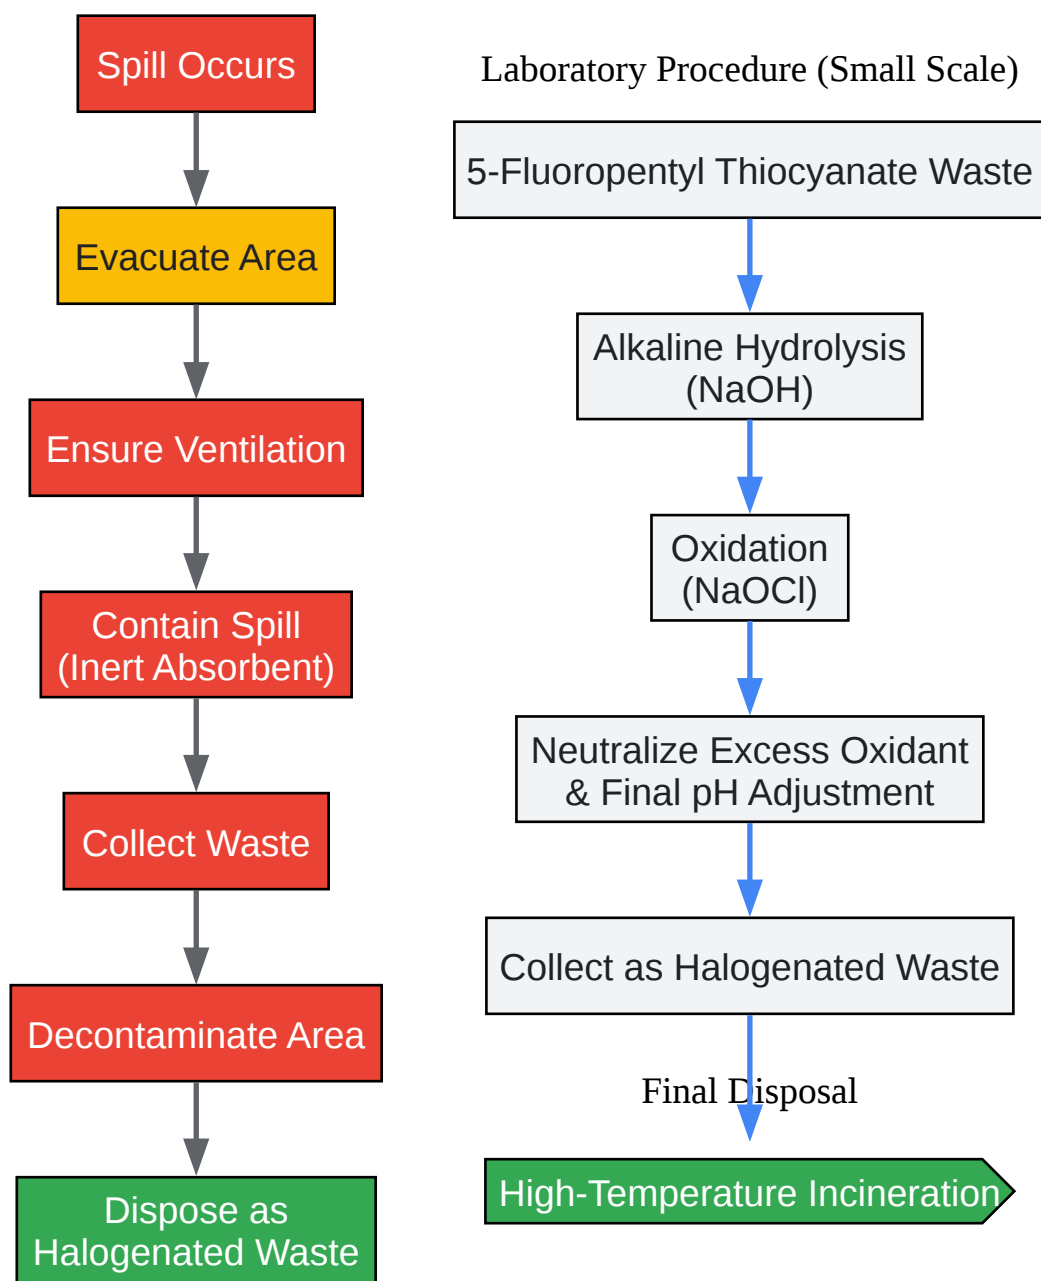 Spill Occurs
Evacuate Area
Ensure Ventilation
Contain Spill
(Inert Absorbent)
Collect Waste
Decontaminate Area
Dispose as
Halogenated Waste
Laboratory Procedure (Small Scale)
5-Fluoropentyl Thiocyanate Waste
Alkaline Hydrolysis
(NaOH)
Oxidation
(NaOCl)
Neutralize Excess Oxidant
& Final pH Adjustment
Collect as Halogenated Waste
Final Disposal
High-Temperature Incineration